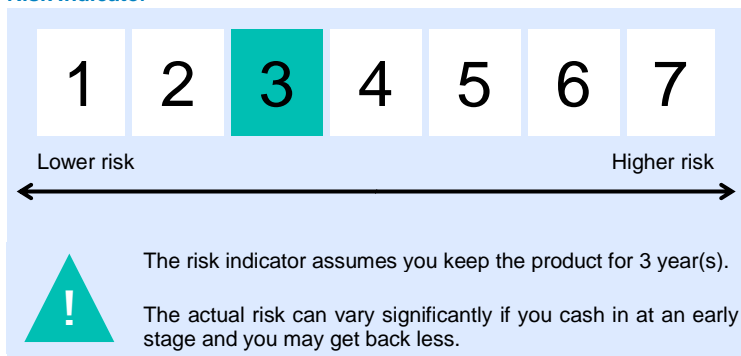 Risk Indicator
1 2 3 4 5 6 7
Lower risk Higher risk
The risk indicator assumes you keep the product for 3 year(s).
!
The actual risk can vary significantly if you cash in at an early
stage and you may get back less.